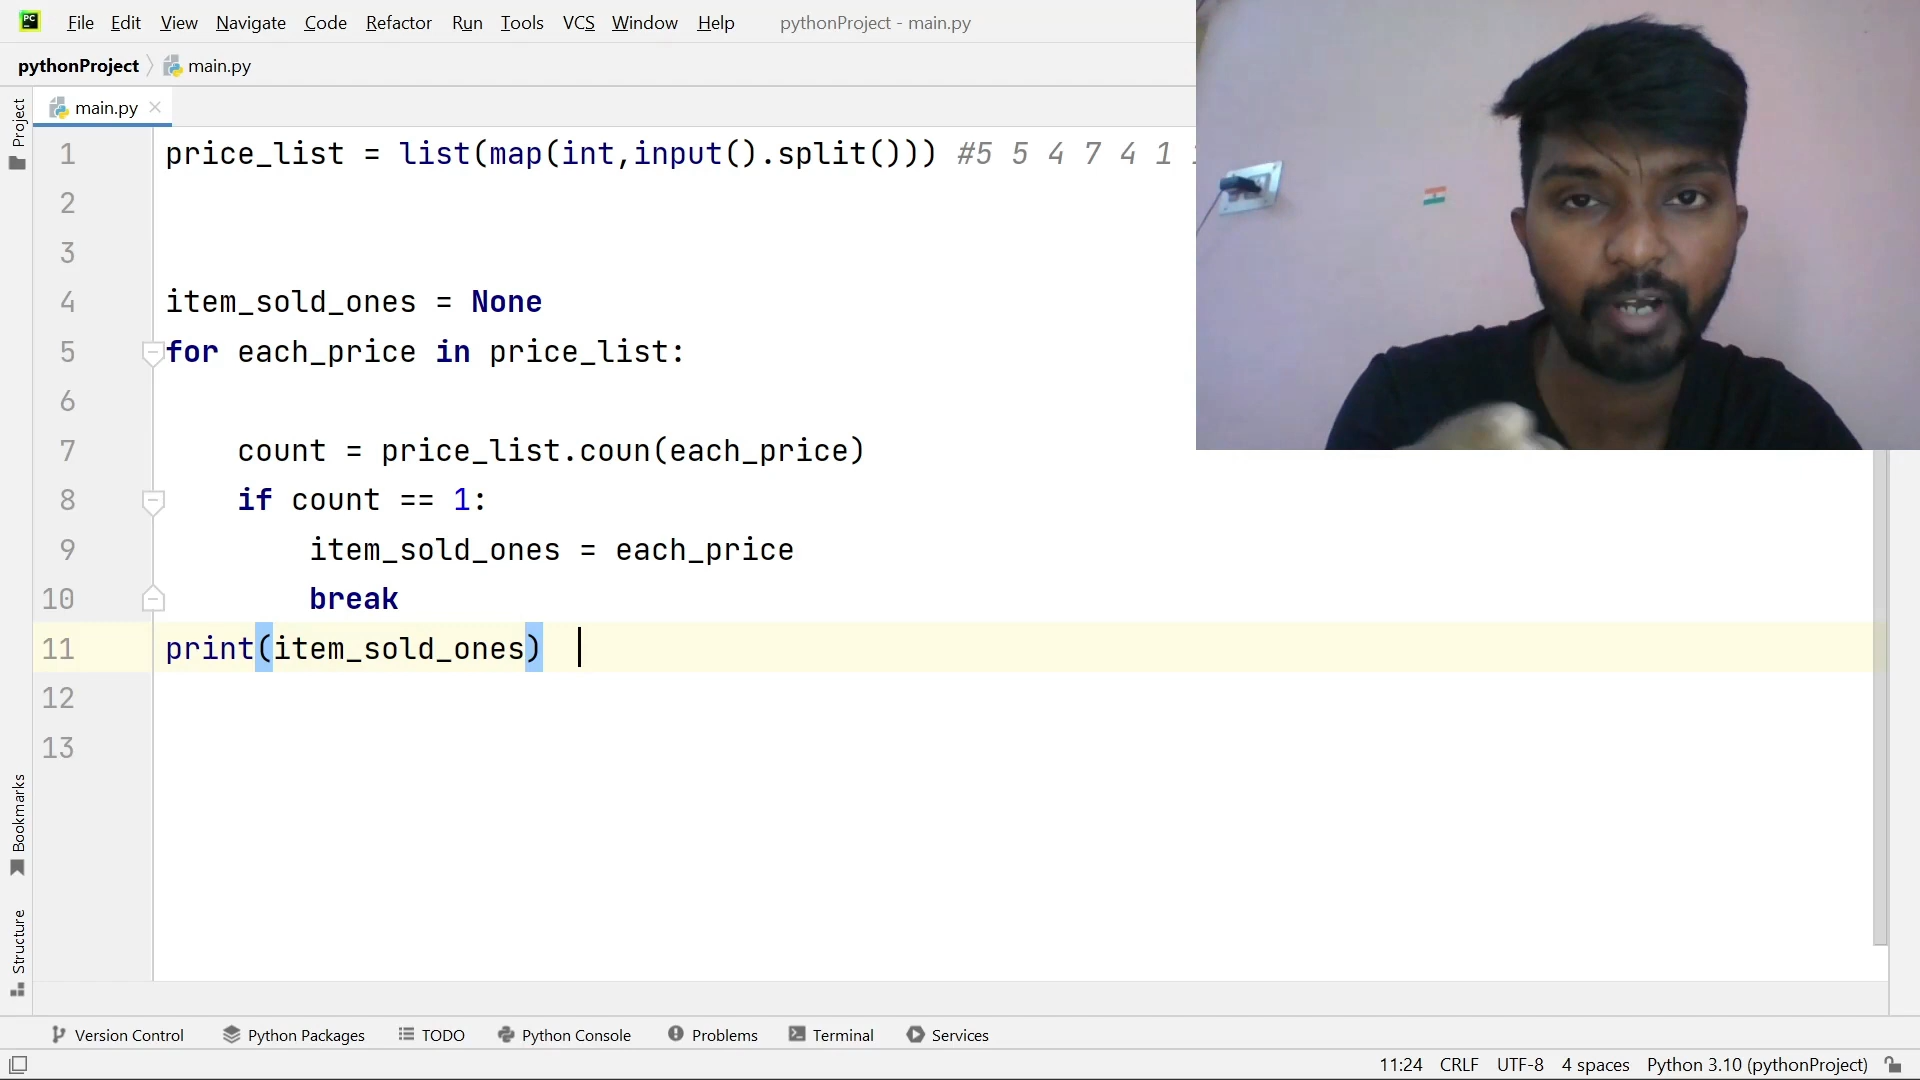 PC File Edit View Navigate Code Refactor Run Tools VCS Window Help pythonProject - main.py
pythonProject main.py
Project
main.py
1 price_list = list(map(int,input().split())) #5 5 4 7 4 1
2
3
4 item_sold_ones = None
5 for each_price in price_list:
6
7 count = price_list.coun(each_price)
8 if count == 1:
9 item_sold_ones = each_price
10 break
11 print(item_sold_ones)
12
13
Bookmarks
Structure
Version Control Python Packages TODO Python Console Problems Terminal Services
11:24 CRLF UTF-8 4 spaces Python 3.10 (pythonProject)